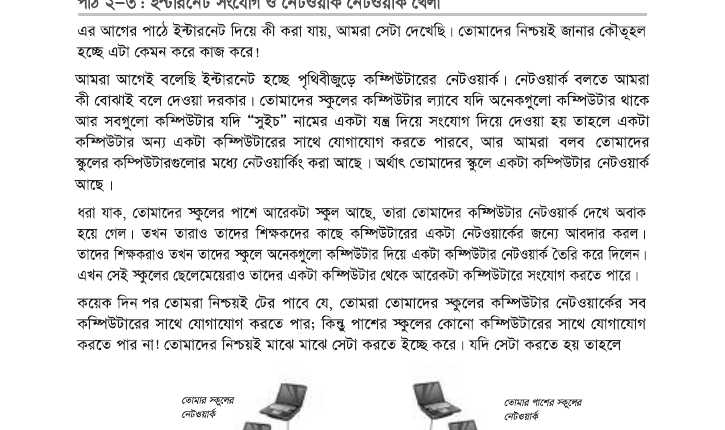 পাঠ ২–৩ : ইন্টারনেট সংযোগ ও নেটওয়ার্ক নেটওয়ার্ক খেলা
এর আগের পাঠে ইন্টারনেট দিয়ে কী করা যায়, আমরা সেটা দেখেছি। তোমাদের নিশ্চয়ই জানার কৌতূহল
হচ্ছে এটা কেমন করে কাজ করে!
আমরা আগেই বলেছি ইন্টারনেট হচ্ছে পৃথিবীজুড়ে কম্পিউটারের নেটওয়ার্ক। নেটওয়ার্ক বলতে আমরা
কী বোঝাই বলে দেওয়া দরকার। তোমাদের স্কুলের কম্পিউটার ল্যাবে যদি অনেকগুলো কম্পিউটার থাকে
আর সবগুলো কম্পিউটার যদি “সুইচ” নামের একটা যন্ত্র দিয়ে সংযোগ দিয়ে দেওয়া হয় তাহলে একটা
কম্পিউটার অন্য একটা কম্পিউটারের সাথে যোগাযোগ করতে পারবে, আর আমরা বলব তোমাদের
স্কুলের কম্পিউটারগুলোর মধ্যে নেটওয়ার্কিং করা আছে। অর্থাৎ তোমাদের স্কুলে একটা কম্পিউটার নেটওয়ার্ক
আছে।
ধরা যাক, তোমাদের স্কুলের পাশে আরেকটা স্কুল আছে, তারা তোমাদের কম্পিউটার নেটওয়ার্ক দেখে অবাক
হয়ে গেল। তখন তারাও তাদের শিক্ষকদের কাছে কম্পিউটারের একটা নেটওয়ার্কের জন্যে আবদার করল।
তাদের শিক্ষকরাও তখন তাদের স্কুলে অনেকগুলো কম্পিউটার দিয়ে একটা কম্পিউটার নেটওয়ার্ক তৈরি করে দিলেন।
এখন সেই স্কুলের ছেলেমেয়েরাও তাদের একটা কম্পিউটার থেকে আরেকটা কম্পিউটারে সংযোগ করতে পারে।
কয়েক দিন পর তোমরা নিশ্চয়ই টের পাবে যে, তোমরা তোমাদের স্কুলের কম্পিউটার নেটওয়ার্কের সব
কম্পিউটারের সাথে যোগাযোগ করতে পার; কিন্তু পাশের স্কুলের কোনো কম্পিউটারের সাথে যোগাযোগ
করতে পার না! তোমাদের নিশ্চয়ই মাঝে মাঝে সেটা করতে ইচ্ছে করে। যদি সেটা করতে হয় তাহলে
তোমার স্কুলের
নেটওয়ার্ক
তোমার পাশের স্কুলের
নেটওয়ার্ক